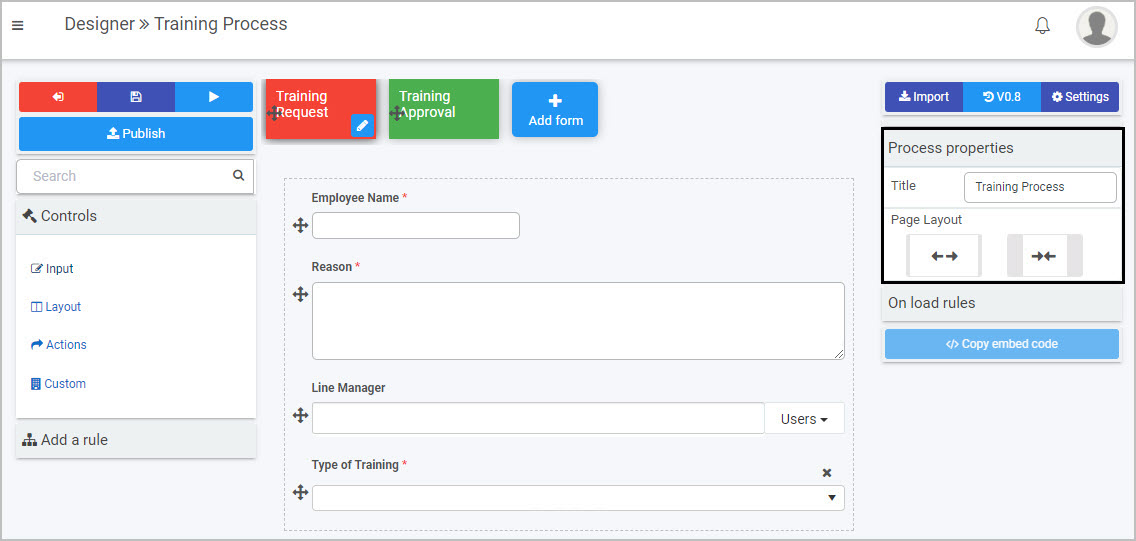 Designer » Training Process
Publish
Search
Controls
Input
Layout
Actions
Custom
Add a rule
Training
Request
Training
Approval
Add form
Employee Name *
Reason *
Line Manager
Users
Type of Training *
Import
V0.8
Settings
Process properties
Title
Training Process
Page Layout
On load rules
</> Copy embed code